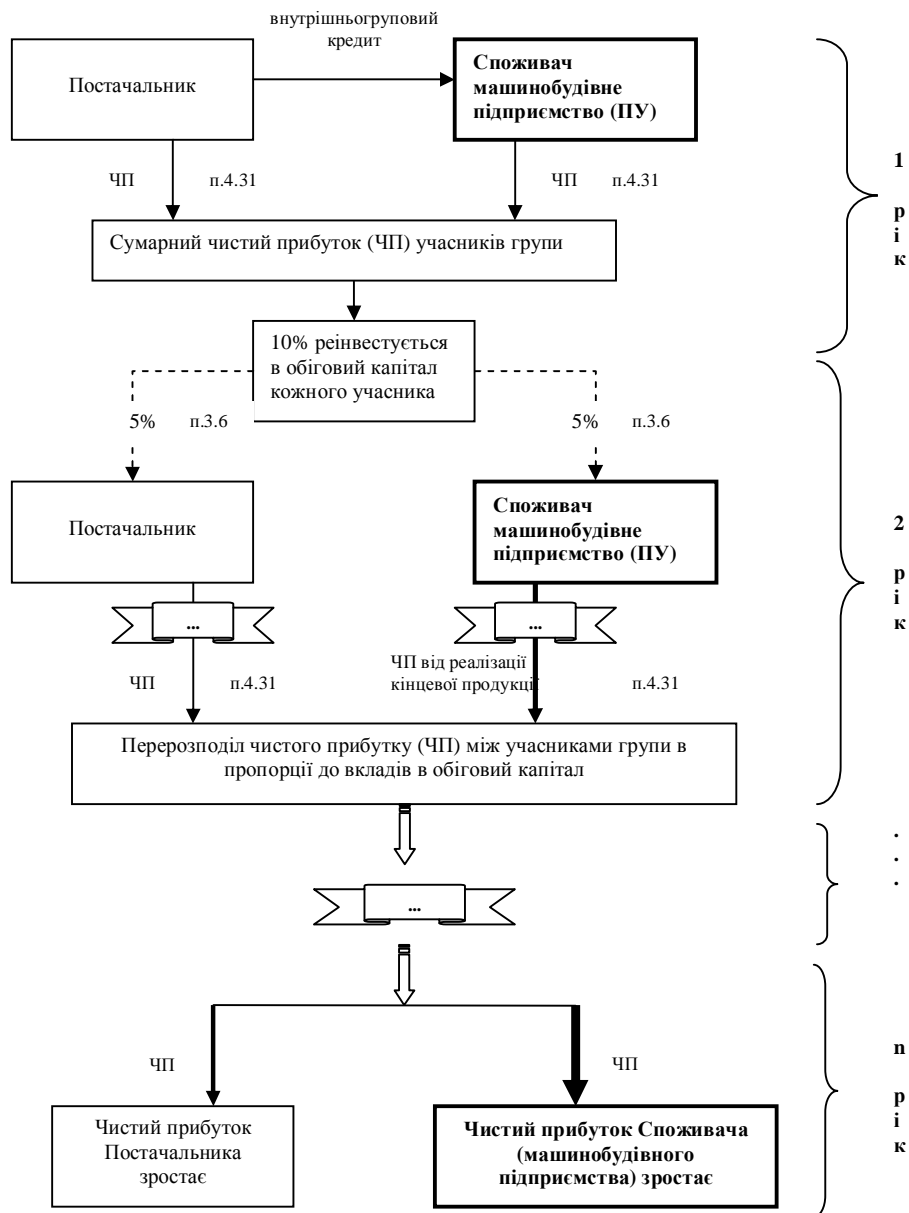 внутрішньогруповий
кредит
Постачальник
Споживач
машинобудівне
підприємство (ПУ)
ЧП п.4.31
ЧП п.4.31
Сумарний чистий прибуток (ЧП) учасників групи
1
р
і
к
10% реінвестується
в обіговий капітал
кожного учасника
5% п.3.6
5% п.3.6
Постачальник
Споживач
машинобудівне
підприємство (ПУ)
...
...
ЧП п.4.31
ЧП від реалізації
кінцевої продукції
п.4.31
Перерозподіл чистого прибутку (ЧП) між учасниками групи в
пропорції до вкладів в обіговий капітал
2
р
і
к
.
.
.
...
ЧП
ЧП
Чистий прибуток
Постачальника
зростає
Чистий прибуток Споживача
(машинобудівного
підприємства) зростає
n
р
і
к